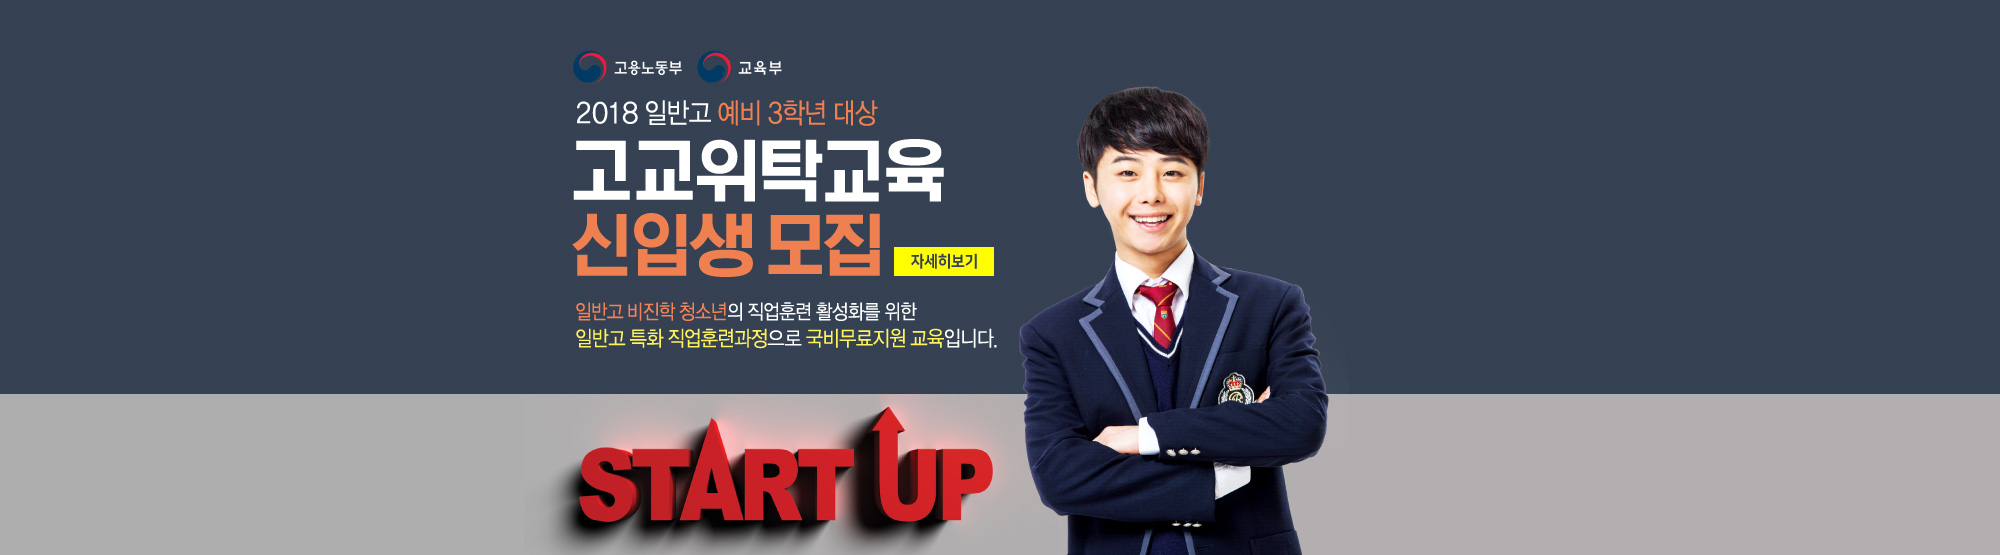 고용노동부 교육부
2018 일반고 예비 3학년 대상
고교위탁교육
신입생 모집 자세히보기
일반고 비진학 청소년의 직업훈련 활성화를 위한
일반고 특화 직업훈련과정으로 국비무료지원 교육입니다.
START UP